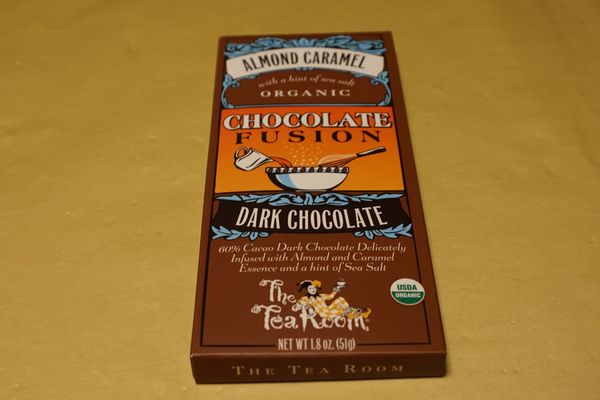 ALMOND CARAMEL
with a hint of sea salt
ORGANIC
CHOCOLATE
FUSION
DARK CHOCOLATE
60% Cacao Dark Chocolate Delicately
Infused with Almond and Caramel
Essence and a hint of Sea Salt
The
Tea Room
USDA
ORGANIC
NET WT 1.8 oz. (51g)
THE TEA ROOM